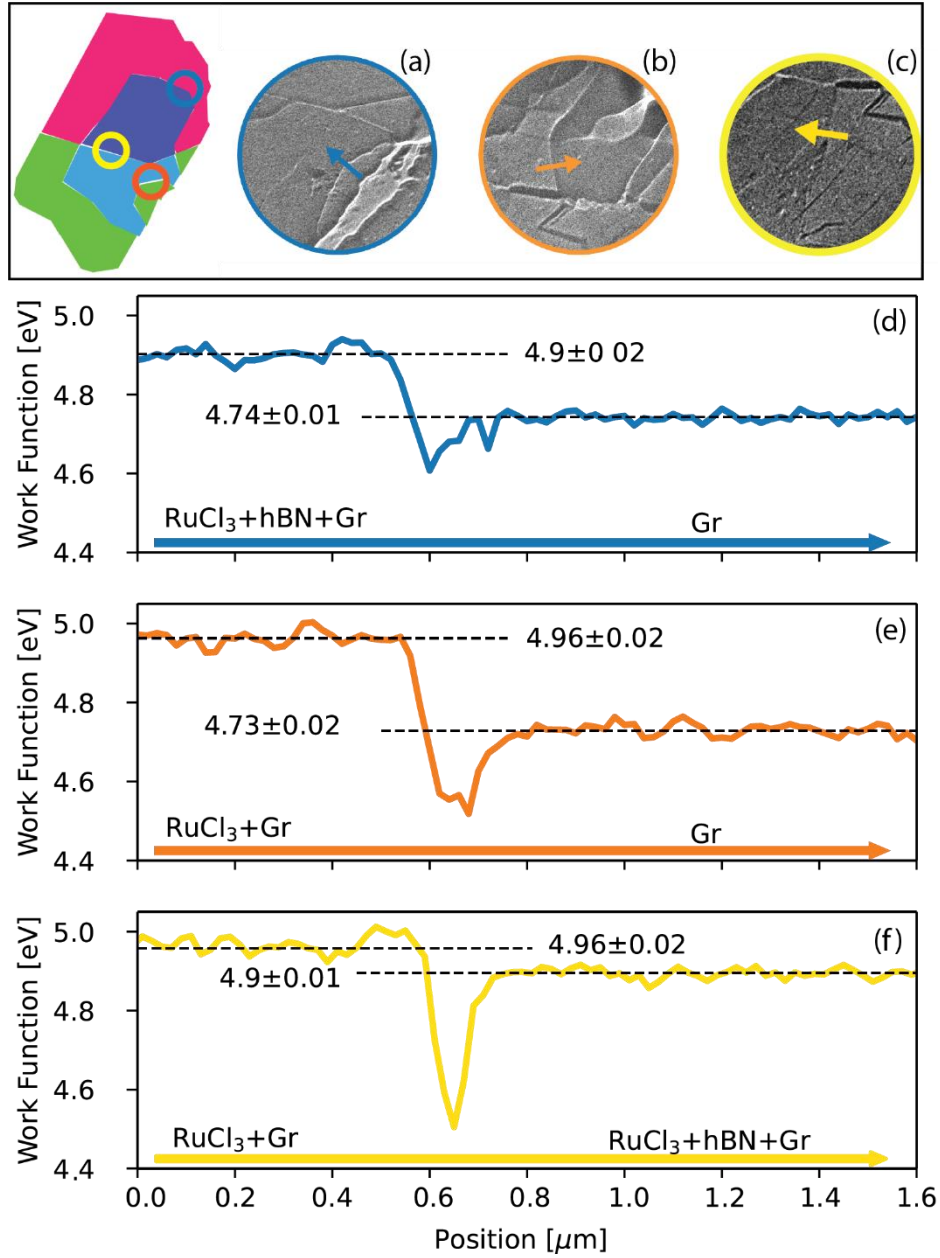 (a)
(b)
(c)
Work Function [eV]
5.0
4.8
4.6
4.4
(d)
4.9±0 02
4.74±0.01
RuCl₃+hBN+Gr
Gr
Work Function [eV]
5.0
4.8
4.6
4.4
(e)
4.96±0.02
4.73±0.02
RuCl₃+Gr
Gr
Work Function [eV]
5.0
4.8
4.6
4.4
(f)
4.96±0.02
4.9±0.01
RuCl₃+Gr
RuCl₃+hBN+Gr
0.0 0.2 0.4 0.6 0.8 1.0 1.2 1.4 1.6
Position [μm]